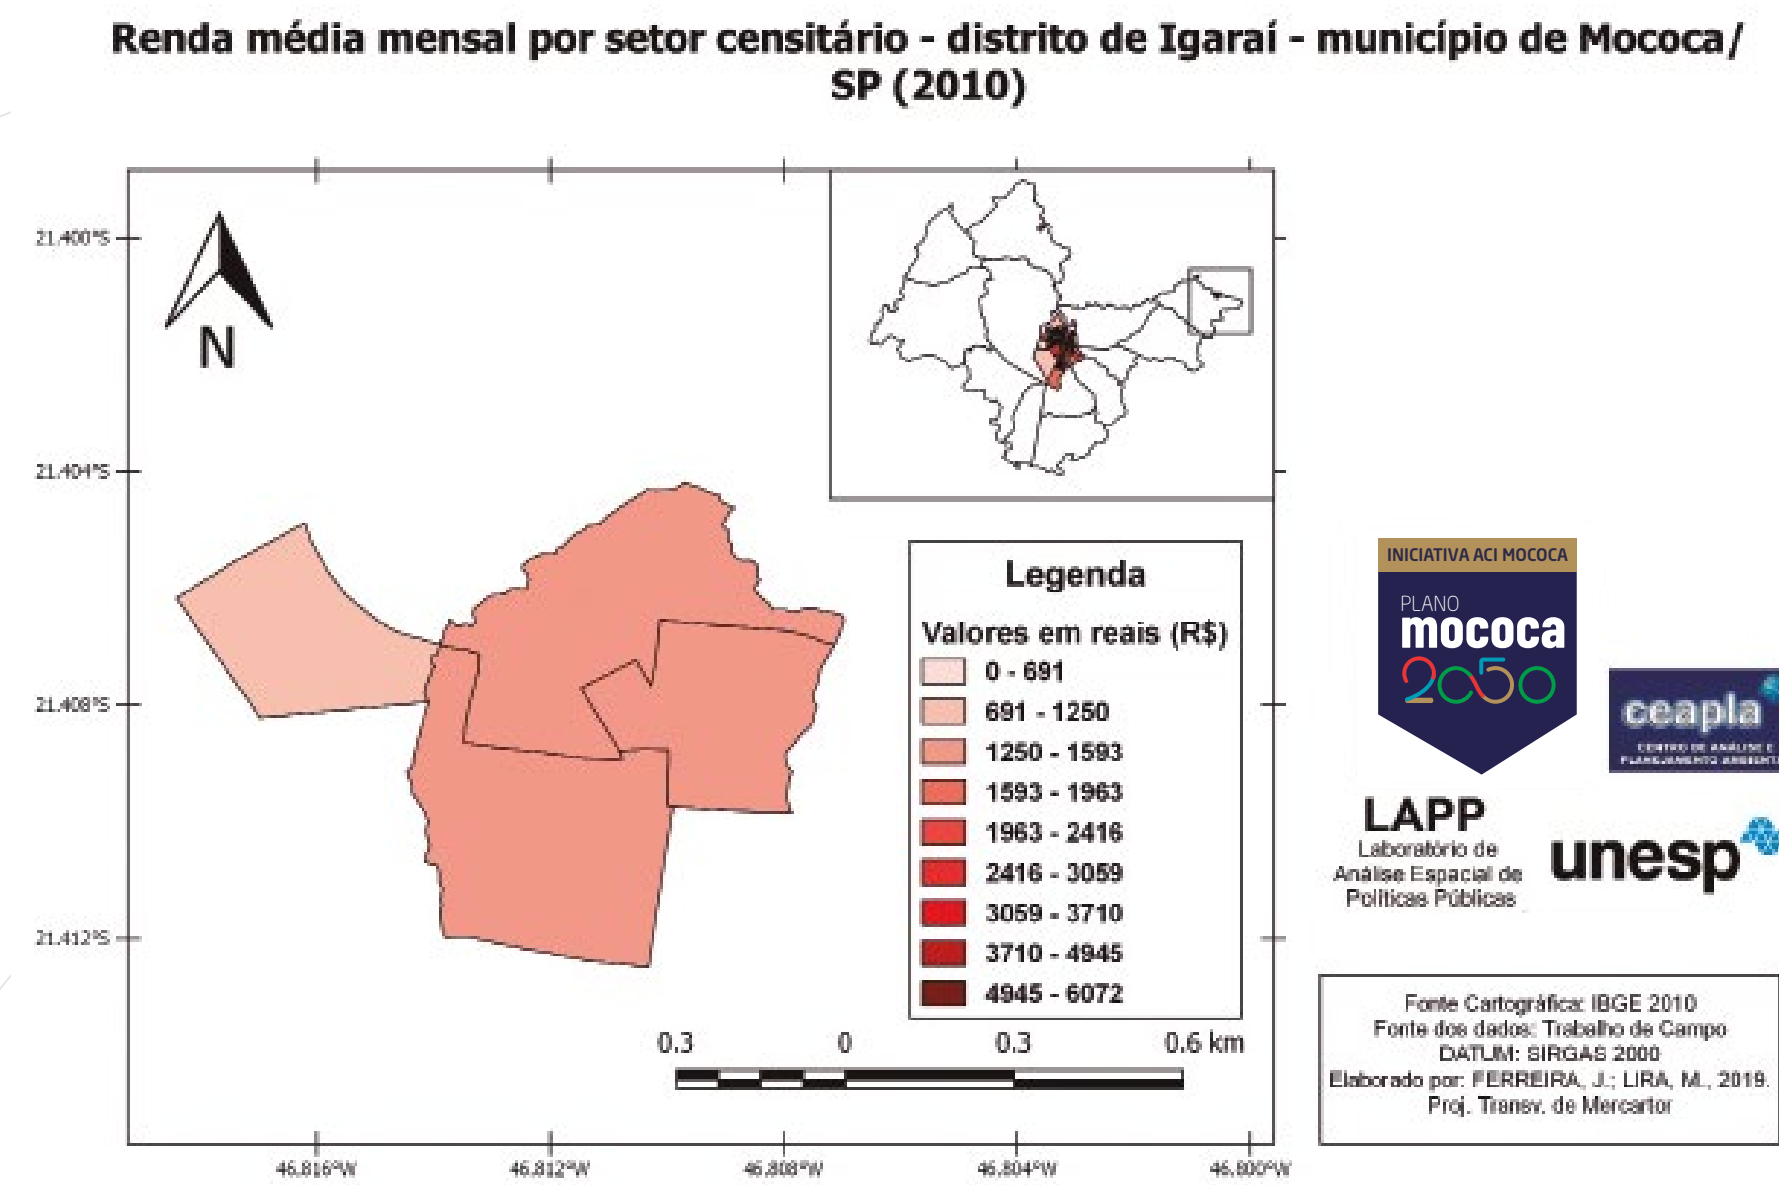 Renda média mensal por setor censitário - distrito de Igaraí - município de Mococa/
SP (2010)
21.400°S
21.404°S
21.408°S
21.412°S
N
Legenda
Valores em reais (R$)
0 - 691
691 - 1250
1250 - 1593
1593 - 1963
1963 - 2416
2416 - 3059
3059 - 3710
3710 - 4945
4945 - 6072
0.3 0 0.3 0.6 km
46.816°W 46.812°W 46.808°W 46.804°W 46.800°W
INICIATIVA ACI MOCOCA
PLANO
mococa
2050
ceapla
CENTRO DE ANÁLISE E
PLANEJAMENTO AMBIENTA
LAPP
Laboratório de
Análise Espacial de
Políticas Públicas
unesp
Fonte Cartográfica: IBGE 2010
Fonte dos dados: Trabalho de Campo
DATUM: SIRGAS 2000
Elaborado por: FERREIRA, J.; LIRA, M., 2019.
Proj. Transv. de Mercartor